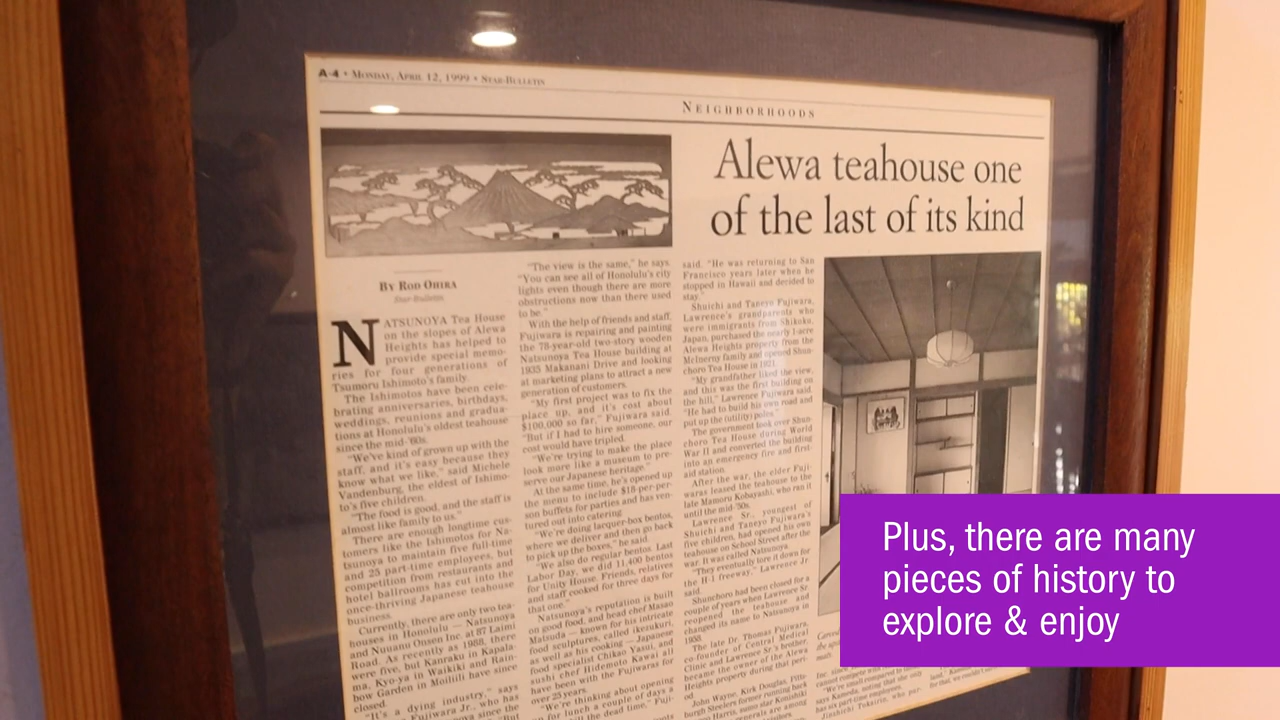 A-4 • MONDAY, APRIL 12, 1999 • STAR-BULLETIN
NEIGHBORHOODS
Alewa teahouse one
of the last of its kind
BY ROD OHIRA
Star-Bulletin
NATSUNOYA Tea House
on the slopes of Alewa
Heights has helped to
provide special memo-
ries for four generations of
Tsumoru Ishimoto's family.
The Ishimotos have been cele-
brating anniversaries, birthdays,
weddings, reunions and gradua-
tions at Honolulu's oldest teahouse
since the mid-'60s.
"We've kind of grown up with the
staff, and it's easy because they
know what we like," said Michele
Vandenburg, the eldest of Ishimo-
to's five children.
"The food is good, and the staff is
almost like family to us."
There are enough longtime cus-
tomers like the Ishimotos for Na-
tsunoya to maintain five full-time
and 25 part-time employees, but
competition from restaurants and
hotel ballrooms has cut into the
once-thriving Japanese teahouse
business.
Currently, there are only two tea-
houses in Honolulu — Natsunoya
and Nuuanu Onsen Inc. at 87 Laimi
Road. As recently as 1988, there
were five, but Kanraku in Kapala-
ma, Kyo-ya in Waikiki and Rain-
bow Garden in Moiliili have since
closed.
"It's a dying industry," says
Fujiwara Jr., who has
since the
"The view is the same," he says.
"You can see all of Honolulu's city
lights even though there are more
obstructions now than there used
to be."
With the help of friends and staff,
Fujiwara is repairing and painting
the 78-year-old two-story wooden
Natsunoya Tea House building at
1935 Makanani Drive and looking
at marketing plans to attract a new
generation of customers.
"My first project was to fix the
place up, and it's cost about
$100,000 so far," Fujiwara said.
"But if I had to hire someone, our
cost would have tripled.
"We're trying to make the place
look more like a museum to pre-
serve our Japanese heritage."
At the same time, he's opened up
the menu to include $18-per-per-
son buffets for parties and has ven-
tured out into catering.
"We're doing lacquer-box bentos,
where we deliver and then go back
to pick up the boxes," he said.
"We also do regular bentos. Last
Labor Day, we did 11,400 bentos
for Unity House. Friends, relatives
and staff cooked for three days for
that one."
Natsunoya's reputation is built
on good food, and head chef Masao
Matsuda — known for his intricate
food sculptures, called ikezukuri,
as well as his cooking — Japanese
food specialist Chikao Yasui, and
sushi chef Hidemoto Kawai all
have been with the Fujiwaras for
over 25 years.
"We're thinking about opening
for lunch a couple of days a
the dead time," Fuji-
said. "He was returning to San
Francisco years later when he
stopped in Hawaii and decided to
stay."
Shuichi and Taneyo Fujiwara,
Lawrence's grandparents who
were immigrants from Shikoku,
Japan, purchased the nearly 1-acre
Alewa Heights property from the
McInerny family and opened Shun-
choro Tea House in 1921.
"My grandfather liked the view,
and this was the first building on
the hill," Lawrence Fujiwara said.
"He had to build his own road and
put up the (utility) poles."
The government took over Shun-
choro Tea House during World
War II and converted the building
into an emergency fire and first-
aid station.
After the war, the elder Fuji-
waras leased the teahouse to the
late Mamoru Kobayashi, who ran it
until the mid-'50s.
Lawrence Sr., youngest of
Shuichi and Taneyo Fujiwara's
five children, had opened his own
teahouse on School Street after the
war. It was called Natsunoya.
"They eventually tore it down for
the H-1 freeway," Lawrence Jr.
said.
Shunchoro had been closed for a
couple of years when Lawrence Sr.
reopened the teahouse and
changed its name to Natsunoya in
1958.
The late Dr. Thomas Fujiwara,
co-founder of Central Medical
Clinic and Lawrence Sr.'s brother,
became the owner of the Alewa
Heights property during that peri-
od.
John Wayne, Kirk Douglas, Pitts-
burgh Steelers former running back
Harris, sumo star Konishiki
generals are among
Plus, there are many
pieces of history to
explore & enjoy